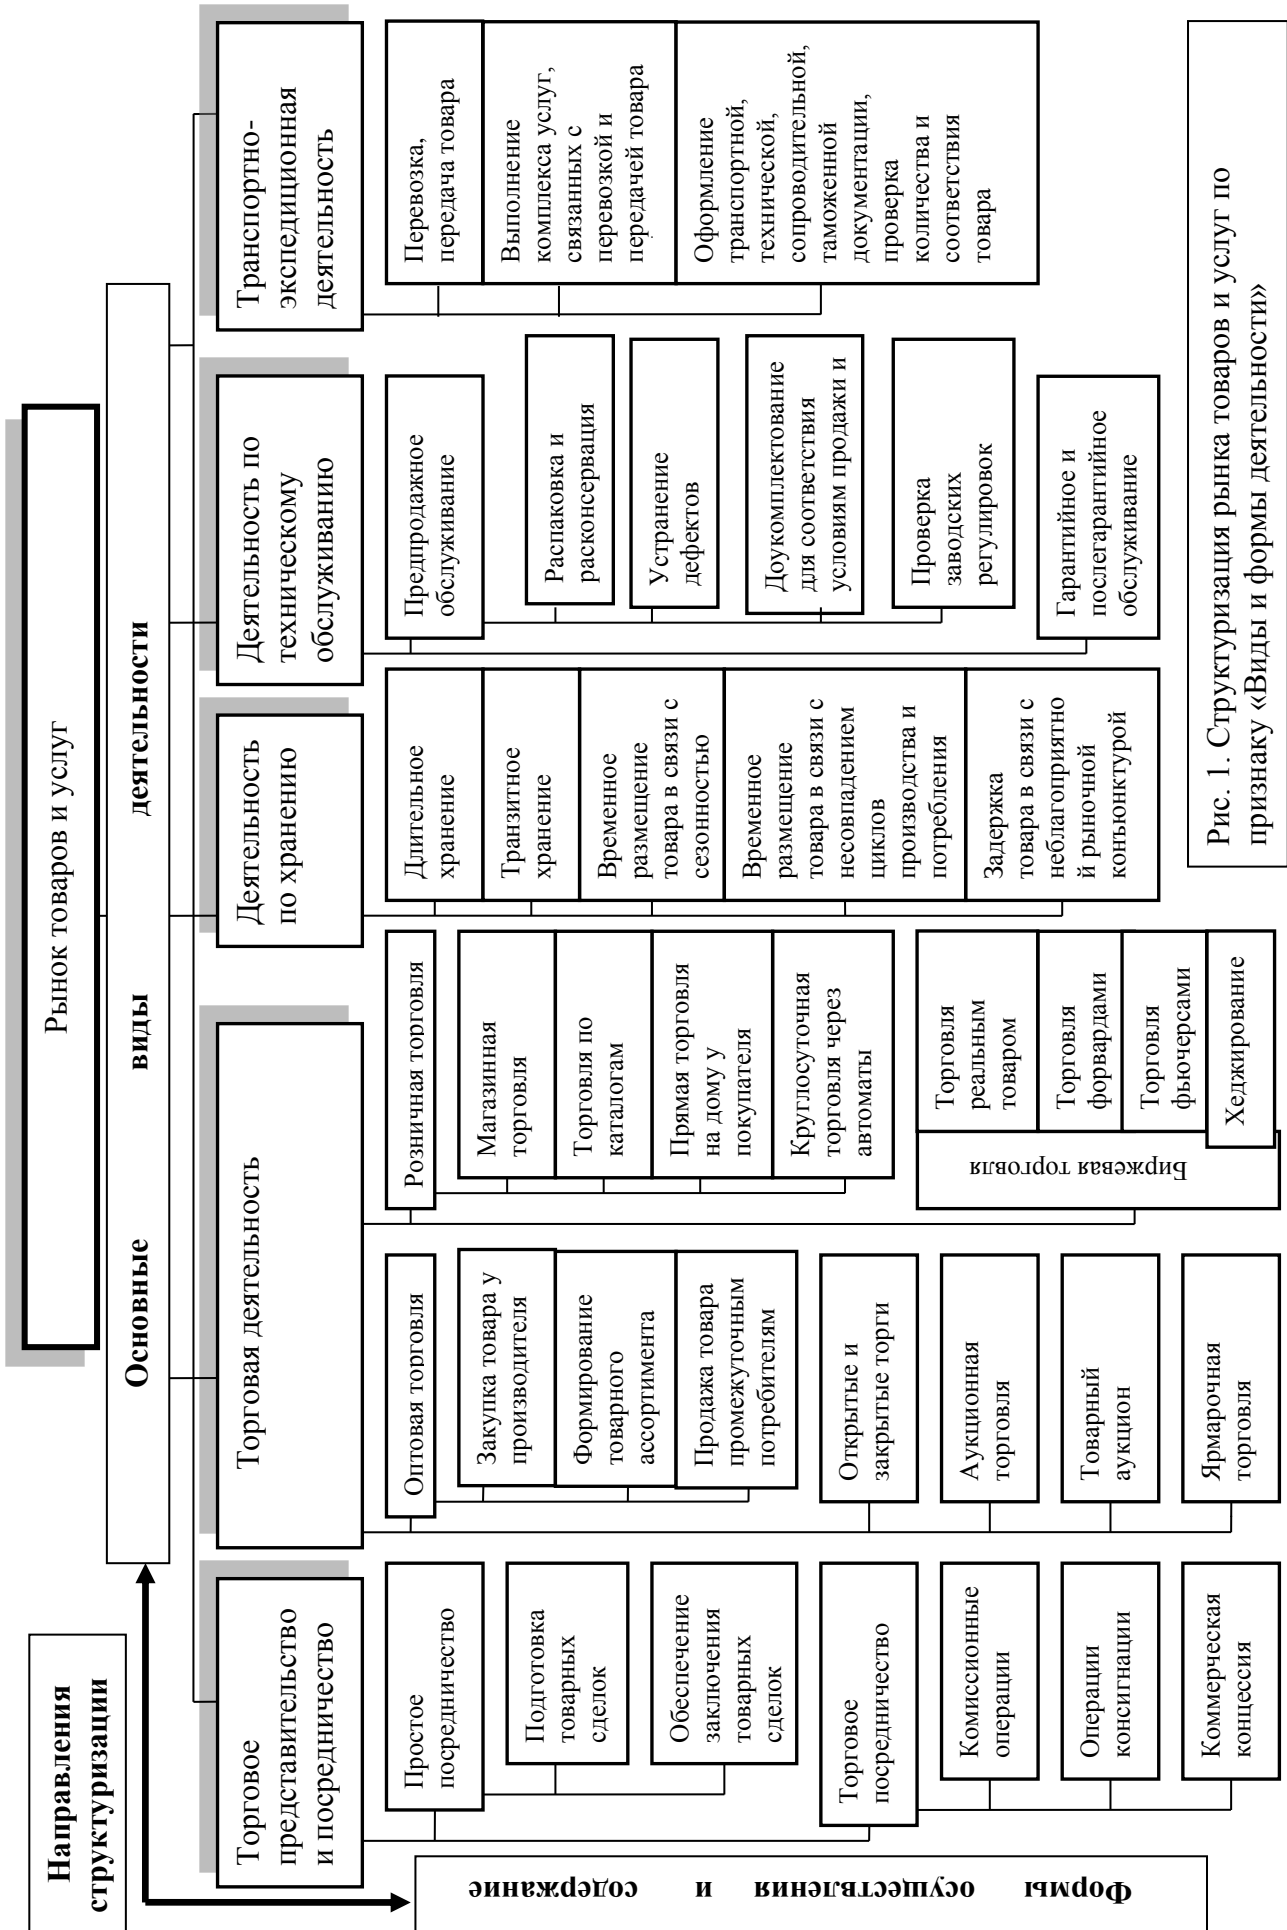 Направления
структуризации
Рынок товаров и услуг
Основные виды деятельности
Формы осуществления и содержание
Торговое
представительство
и посредничество
Простое
посредничество
Подготовка
товарных
сделок
Обеспечение
заключения
товарных
сделок
Торговое
посредничество
Комиссионные
операции
Операции
консигнации
Коммерческая
концессия
Торговая деятельность
Оптовая торговля
Закупка товара у
производителя
Формирование
товарного
ассортимента
Продажа товара
промежуточным
потребителям
Открытые и
закрытые торги
Аукционная
торговля
Товарный
аукцион
Ярмарочная
торговля
Розничная торговля
Магазинная
торговля
Торговля по
каталогам
Прямая торговля
на дому у
покупателя
Круглосуточная
торговля через
автоматы
Биржевая торговля
Торговля
реальным
товаром
Торговля
форвардами
Торговля
фьючерсами
Хеджирование
Деятельность
по хранению
Длительное
хранение
Транзитное
хранение
Временное
размещение
товара в связи с
сезонностью
Временное
размещение
товара в связи с
несовпадением
циклов
производства и
потребления
Задержка
товара в связи с
неблагоприятно
й рыночной
конъюнктурой
Деятельность по
техническому
обслуживанию
Предпродажное
обслуживание
Распаковка и
расконсервация
Устранение
дефектов
Доукомплектование
для соответствия
условиям продажи и
Проверка
заводских
регулировок
Гарантийное и
послегарантийное
обслуживание
Транспортно-
экспедиционная
деятельность
Перевозка,
передача товара
Выполнение
комплекса услуг,
связанных с
перевозкой и
передачей товара
Оформление
транспортной,
технической,
сопроводительной,
таможенной
документации,
проверка
количества и
соответствия
товара
Рис. 1. Структуризация рынка товаров и услуг по
признаку «Виды и формы деятельности»